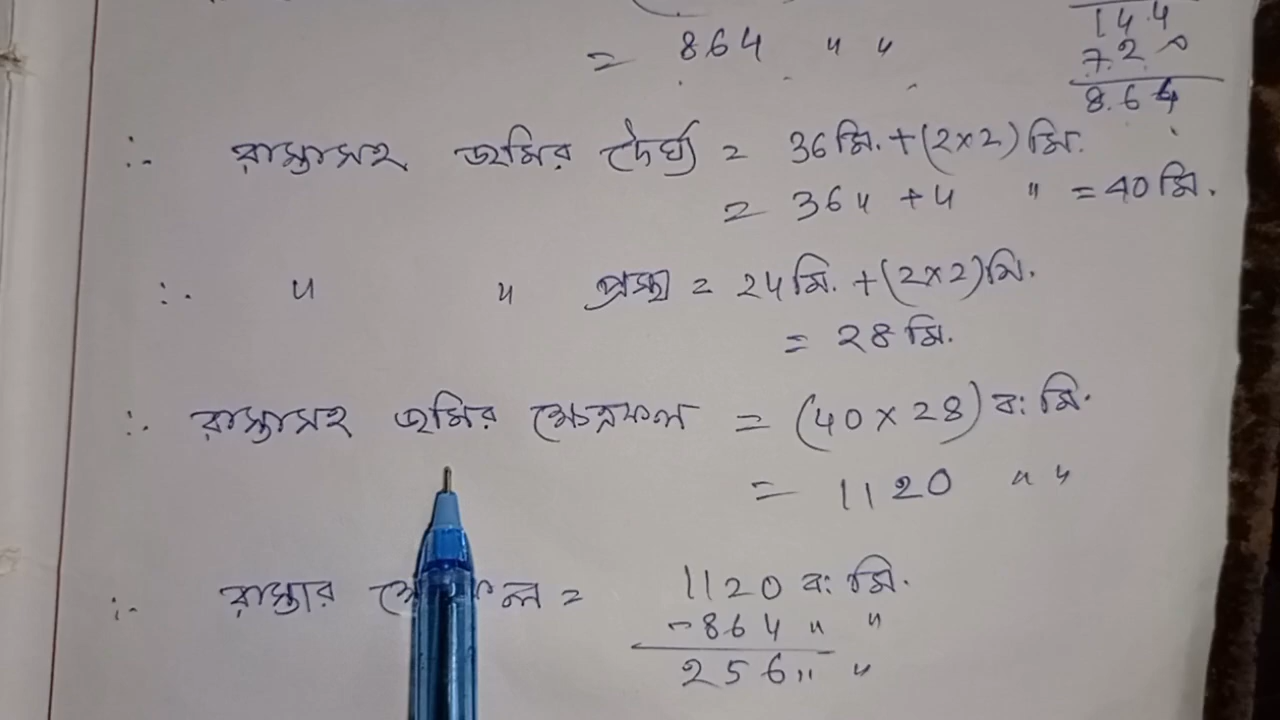 144
= 864 " "
720
864
∴ রাস্তাসহ জমির দৈর্ঘ্য = 36 মি. + (2×2) মি.
= 36 " + 4 " = 40 মি.
∴ " " প্রস্থ = 24 মি. + (2×2) মি.
= 28 মি.
∴ রাস্তাসহ জমির ক্ষেত্রফল = (40 × 28) ব: মি.
= 1120 " "
∴ রাস্তার = 1120 ব: মি.
-864 " "
256 " "